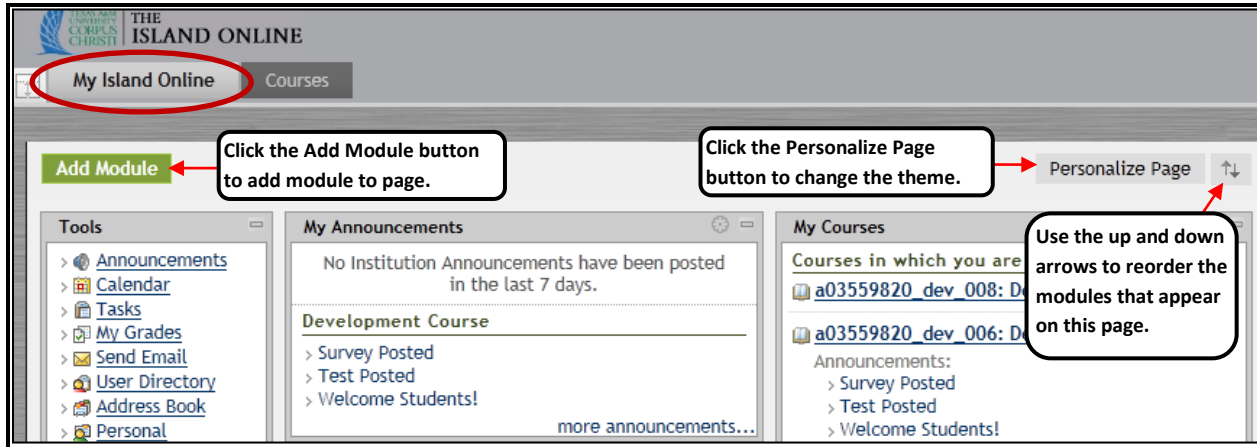 TEXAS A&M
UNIVERSITY
CORPUS
CHRISTI
THE
ISLAND ONLINE
My Island Online
Courses
Click the Add Module button
to add module to page.
Click the Personalize Page
button to change the theme.
Add Module
Personalize Page
Use the up and down
arrows to reorder the
modules that appear
on this page.
Tools
Announcements
Calendar
Tasks
My Grades
Send Email
User Directory
Address Book
Personal
My Announcements
No Institution Announcements have been posted
in the last 7 days.
Development Course
Survey Posted
Test Posted
Welcome Students!
more announcements...
My Courses
Courses in which you are
a03559820_dev_008: De
a03559820_dev_006: De
Announcements:
Survey Posted
Test Posted
Welcome Students!